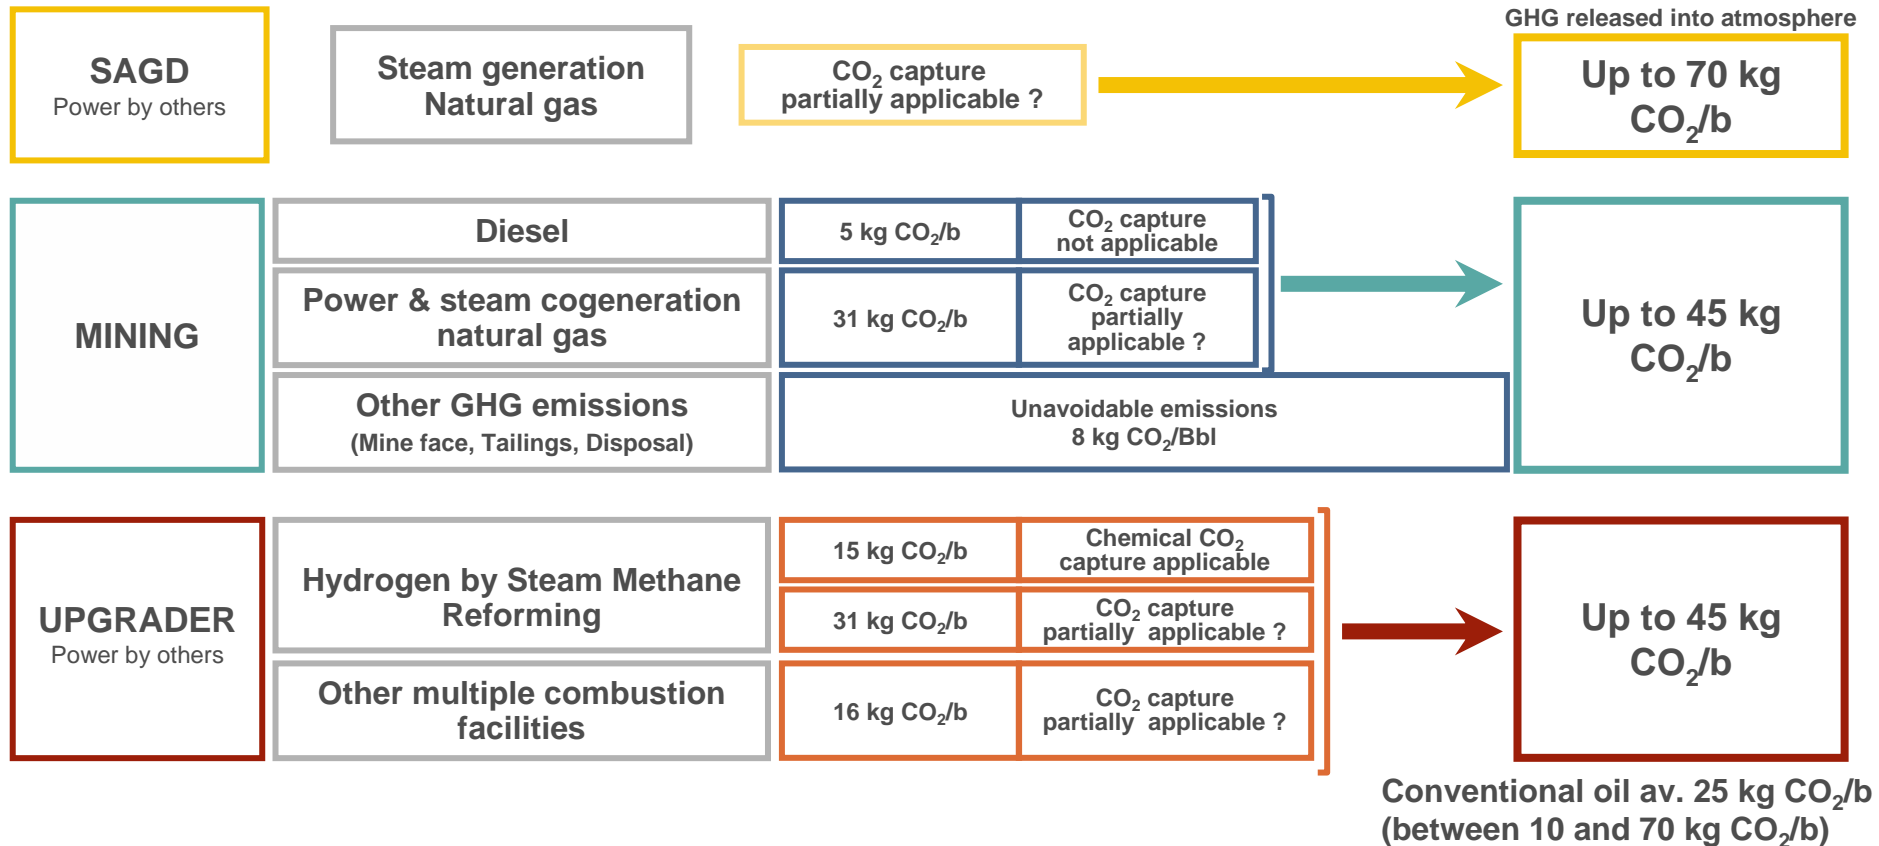 GHG released into atmosphere
SAGD
Power by others
Steam generation
Natural gas
CO₂ capture
partially applicable ?
Up to 70 kg
CO₂/b
MINING
Diesel
5 kg CO₂/b
CO₂ capture
not applicable
Power & steam cogeneration
natural gas
31 kg CO₂/b
CO₂ capture
partially
applicable ?
Other GHG emissions
(Mine face, Tailings, Disposal)
Unavoidable emissions
8 kg CO₂/Bbl
Up to 45 kg
CO₂/b
UPGRADER
Power by others
Hydrogen by Steam Methane
Reforming
15 kg CO₂/b
Chemical CO₂
capture applicable
31 kg CO₂/b
CO₂ capture
partially applicable ?
Other multiple combustion
facilities
16 kg CO₂/b
CO₂ capture
partially applicable ?
Up to 45 kg
CO₂/b
Conventional oil av. 25 kg CO₂/b
(between 10 and 70 kg CO₂/b)